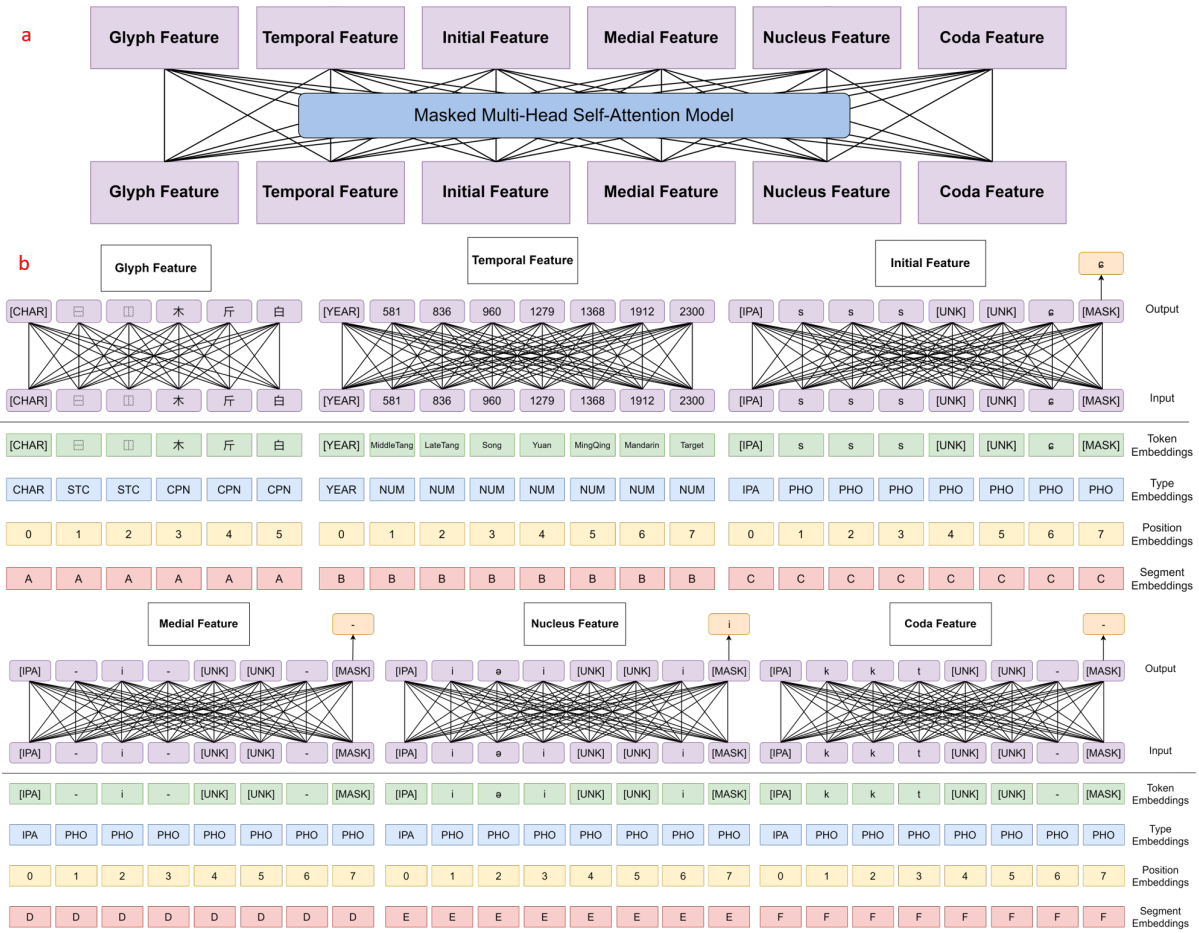 a
Glyph Feature Temporal Feature Initial Feature Medial Feature Nucleus Feature Coda Feature
Masked Multi-Head Self-Attention Model
Glyph Feature Temporal Feature Initial Feature Medial Feature Nucleus Feature Coda Feature
b
Glyph Feature Temporal Feature Initial Feature ɕ
[CHAR] ⿱ ⿰ 木 斤 白 [YEAR] 581 836 960 1279 1368 1912 2300 [IPA] s s s [UNK] [UNK] ɕ [MASK] Output
[CHAR] ⿱ ⿰ 木 斤 白 [YEAR] 581 836 960 1279 1368 1912 2300 [IPA] s s s [UNK] [UNK] ɕ [MASK] Input
[CHAR] ⿱ ⿰ 木 斤 白 [YEAR] MiddleTang LateTang Song Yuan MingQing Mandarin Target [IPA] s s s [UNK] [UNK] ɕ [MASK] Token Embeddings
CHAR STC STC CPN CPN CPN YEAR NUM NUM NUM NUM NUM NUM NUM IPA PHO PHO PHO PHO PHO PHO PHO Type Embeddings
0 1 2 3 4 5 0 1 2 3 4 5 6 7 0 1 2 3 4 5 6 7 Position Embeddings
A A A A A A B B B B B B B B C C C C C C C C Segment Embeddings
Medial Feature - Nucleus Feature i Coda Feature -
[IPA] - i - [UNK] [UNK] - [MASK] [IPA] i ə i [UNK] [UNK] i [MASK] [IPA] k k t [UNK] [UNK] - [MASK] Output
[IPA] - i - [UNK] [UNK] - [MASK] [IPA] i ə i [UNK] [UNK] i [MASK] [IPA] k k t [UNK] [UNK] - [MASK] Input
[IPA] - i - [UNK] [UNK] - [MASK] [IPA] i ə i [UNK] [UNK] i [MASK] [IPA] k k t [UNK] [UNK] - [MASK] Token Embeddings
IPA PHO PHO PHO PHO PHO PHO PHO IPA PHO PHO PHO PHO PHO PHO PHO IPA PHO PHO PHO PHO PHO PHO PHO Type Embeddings
0 1 2 3 4 5 6 7 0 1 2 3 4 5 6 7 0 1 2 3 4 5 6 7 Position Embeddings
D D D D D D D D E E E E E E E E F F F F F F F F Segment Embeddings